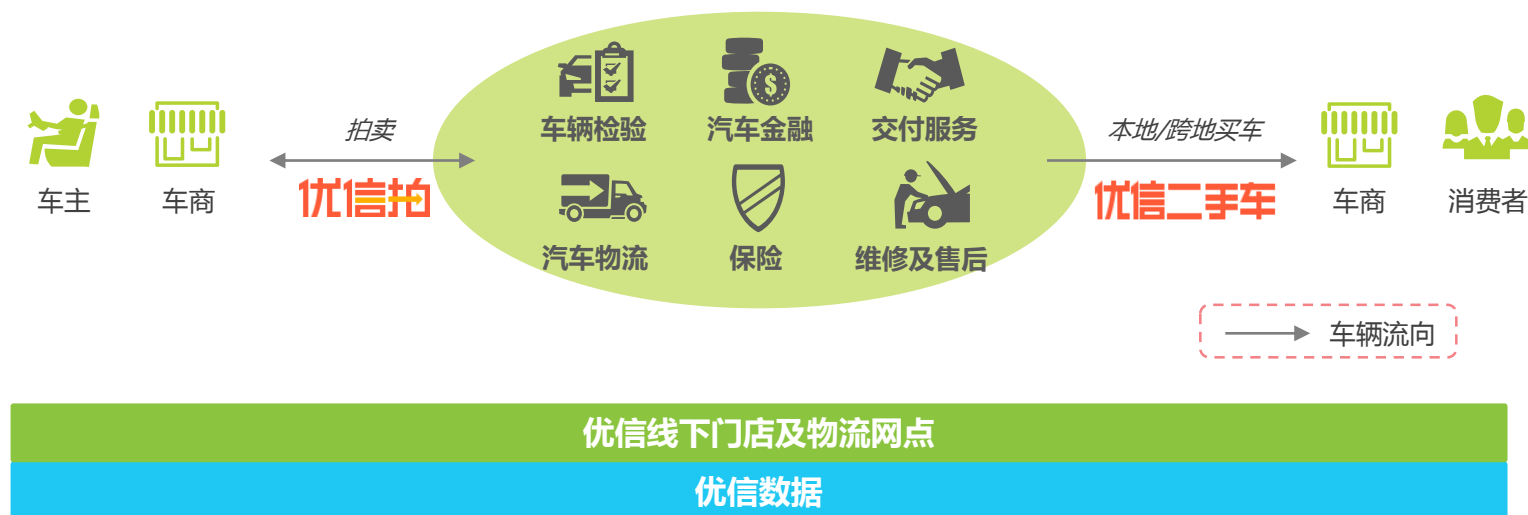 车辆检验
汽车金融
交付服务
拍卖
本地/跨地买车
优信拍
优信二手车
车主
车商
车商
消费者
汽车物流
保险
维修及售后
车辆流向
优信线下门店及物流网点
优信数据